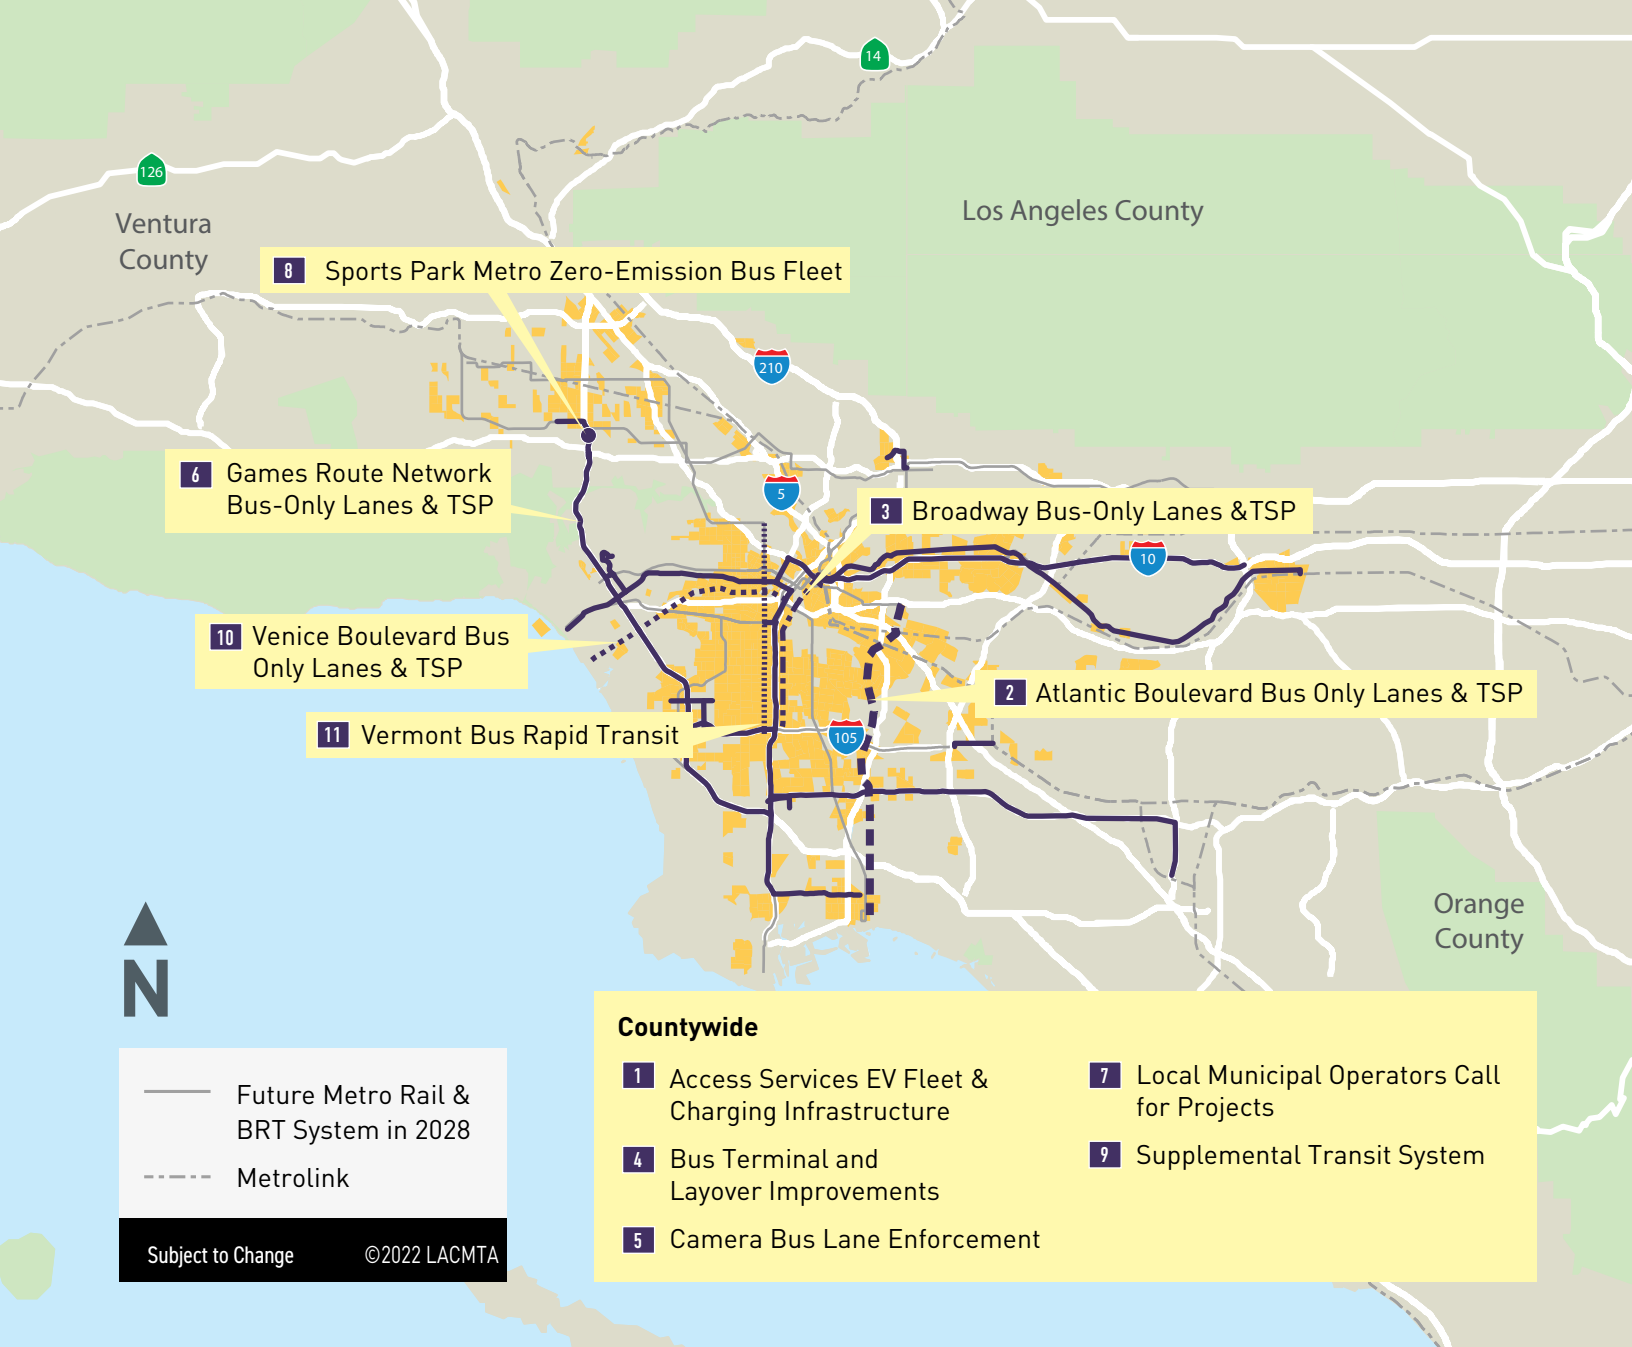 14
126
Ventura
County
Los Angeles County
8 Sports Park Metro Zero-Emission Bus Fleet
210
6 Games Route Network
Bus-Only Lanes & TSP
5
3 Broadway Bus-Only Lanes &TSP
10
10 Venice Boulevard Bus
Only Lanes & TSP
2 Atlantic Boulevard Bus Only Lanes & TSP
11 Vermont Bus Rapid Transit
105
Orange
County
N
Future Metro Rail &
BRT System in 2028
Metrolink
Subject to Change ©2022 LACMTA
Countywide
1 Access Services EV Fleet &
Charging Infrastructure
4 Bus Terminal and
Layover Improvements
5 Camera Bus Lane Enforcement
7 Local Municipal Operators Call
for Projects
9 Supplemental Transit System